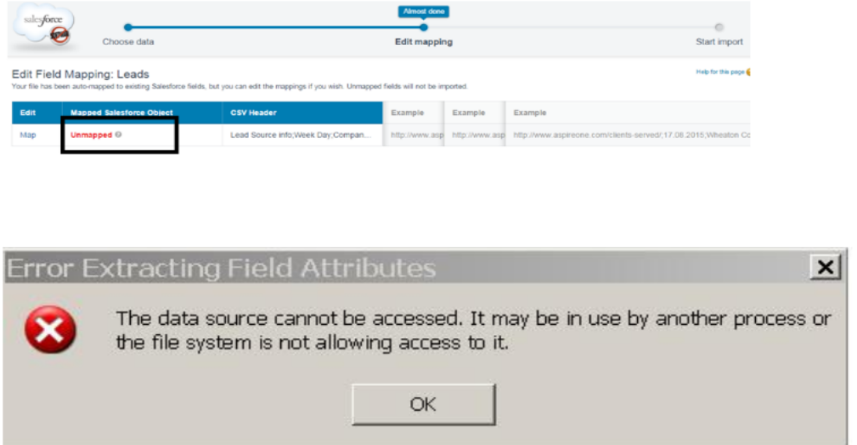 salesforce
Almost done
Choose data
Edit mapping
Start import
Edit Field Mapping: Leads
Help for this page
Your file has been auto-mapped to existing Salesforce fields, but you can edit the mappings if you wish. Unmapped fields will not be imported.
Edit Mapped Salesforce Object CSV Header Example Example Example
Map Unmapped Lead Source info;Week Day;Compan... http://www.asp http://www.asp http://www.aspireone.com/clients-served/;17.08.2015;Wheaton Co
Error Extracting Field Attributes
The data source cannot be accessed. It may be in use by another process or
the file system is not allowing access to it.
OK